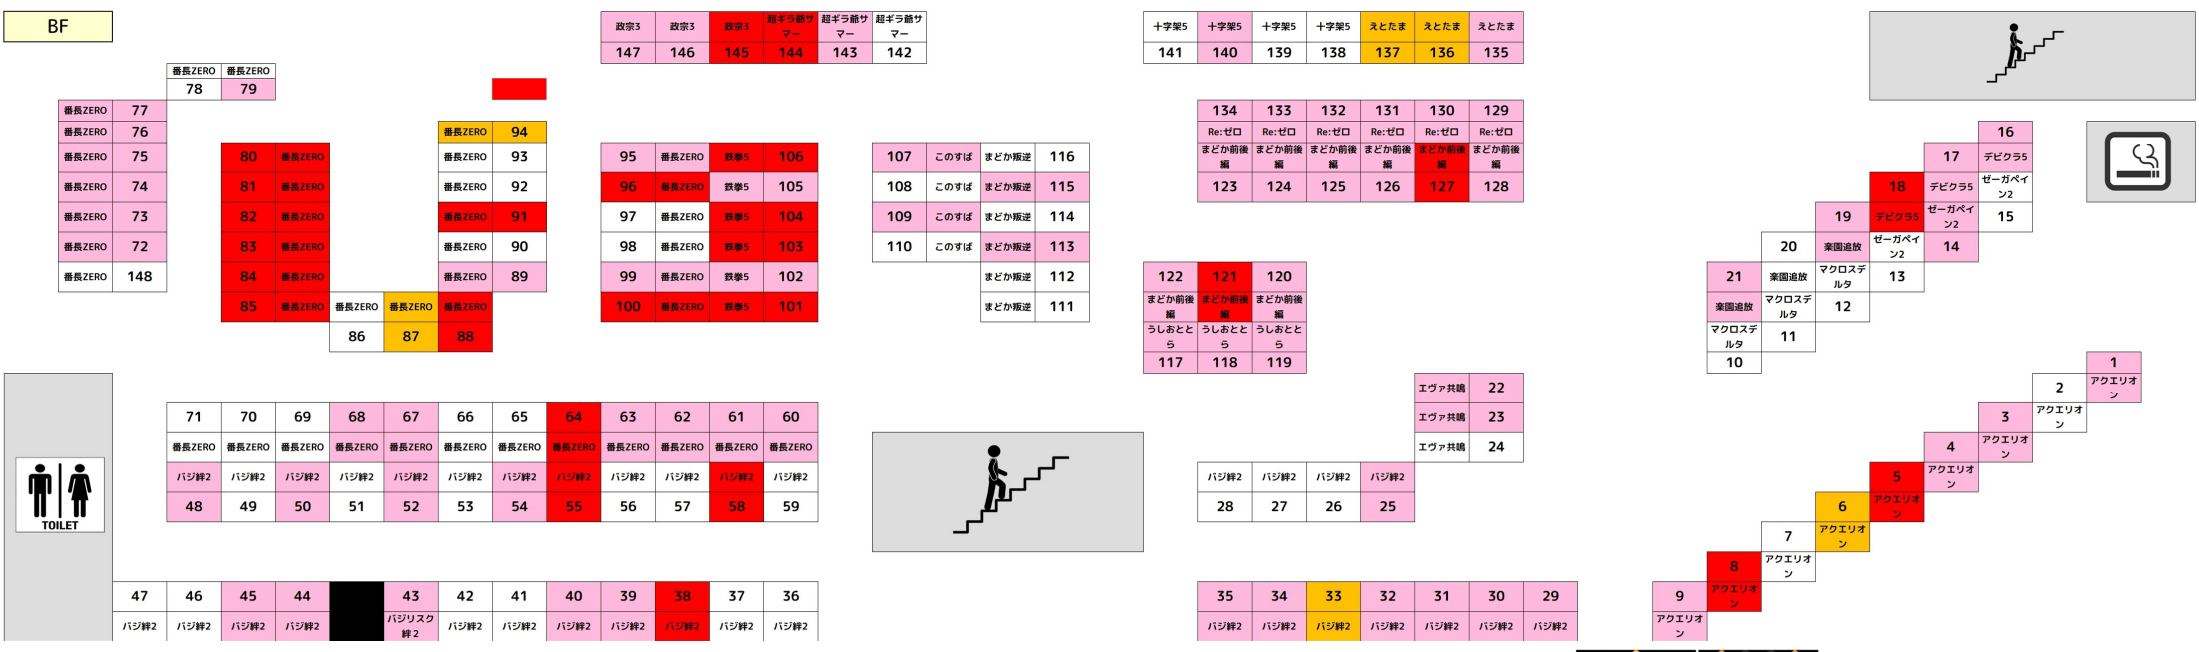 BF
政宗3 政宗3 政宗3 超ギラ爺サマー 超ギラ爺サマー 超ギラ爺サマー
147 146 145 144 143 142
十字架5 十字架5 十字架5 十字架5 えとたま えとたま えとたま
141 140 139 138 137 136 135
番長ZERO 番長ZERO
78 79
番長ZERO 77
番長ZERO 76
番長ZERO 75
番長ZERO 74
番長ZERO 73
番長ZERO 72
番長ZERO 148
80 番長ZERO
81 番長ZERO
82 番長ZERO
83 番長ZERO
84 番長ZERO
85 番長ZERO
番長ZERO 番長ZERO 番長ZERO
86 87 88
番長ZERO 94
番長ZERO 93
番長ZERO 92
番長ZERO 91
番長ZERO 90
番長ZERO 89
95 番長ZERO 鉄拳5 106
96 番長ZERO 鉄拳5 105
97 番長ZERO 鉄拳5 104
98 番長ZERO 鉄拳5 103
99 番長ZERO 鉄拳5 102
100 番長ZERO 鉄拳5 101
107 このすば まどか叛逆 116
108 このすば まどか叛逆 115
109 このすば まどか叛逆 114
110 このすば まどか叛逆 113
まどか叛逆 112
まどか叛逆 111
134 133 132 131 130 129
Re:ゼロ Re:ゼロ Re:ゼロ Re:ゼロ Re:ゼロ Re:ゼロ
まどか前後編 まどか前後編 まどか前後編 まどか前後編 まどか前後編 まどか前後編
123 124 125 126 127 128
122 121 120
まどか前後編 まどか前後編 まどか前後編
うしおととら うしおととら うしおととら
117 118 119
16
17 デビクラ5
18 デビクラ5 ゼーガペイン2
19 デビクラ5 ゼーガペイン2 15
20 楽園追放 ゼーガペイン2 14
21 楽園追放 マクロスデルタ 13
楽園追放 マクロスデルタ 12
マクロスデルタ 11
10
1
アクエリオン
2
アクエリオン
3
アクエリオン
4
アクエリオン
5
アクエリオン
6
アクエリオン
7
アクエリオン
8
アクエリオン
9
アクエリオン
エヴァ共鳴 22
エヴァ共鳴 23
エヴァ共鳴 24
71 70 69 68 67 66 65 64 63 62 61 60
番長ZERO 番長ZERO 番長ZERO 番長ZERO 番長ZERO 番長ZERO 番長ZERO 番長ZERO 番長ZERO 番長ZERO 番長ZERO 番長ZERO
バジ絆2 バジ絆2 バジ絆2 バジ絆2 バジ絆2 バジ絆2 バジ絆2 バジ絆2 バジ絆2 バジ絆2 バジ絆2 バジ絆2
48 49 50 51 52 53 54 55 56 57 58 59
バジ絆2 バジ絆2 バジ絆2 バジ絆2
28 27 26 25
TOILET
47 46 45 44 43 42 41 40 39 38 37 36
バジ絆2 バジ絆2 バジ絆2 バジ絆2 バジリスク絆2 バジ絆2 バジ絆2 バジ絆2 バジ絆2 バジ絆2 バジ絆2 バジ絆2
35 34 33 32 31 30 29
バジ絆2 バジ絆2 バジ絆2 バジ絆2 バジ絆2 バジ絆2 バジ絆2